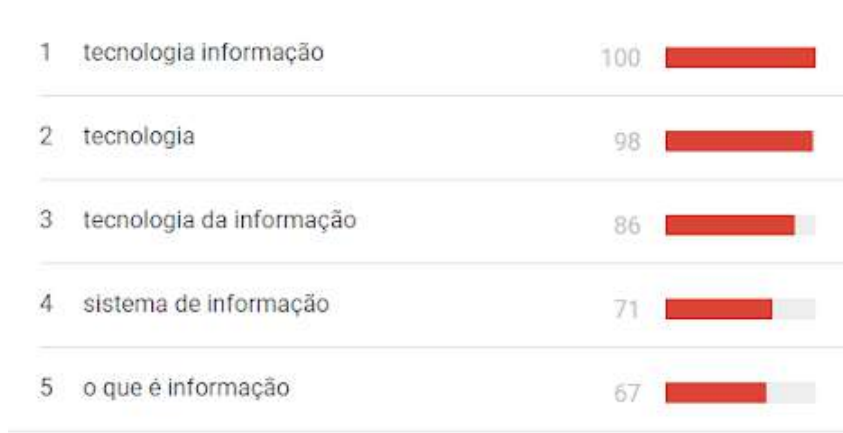 1 tecnologia informação 100
2 tecnologia 98
3 tecnologia da informação 86
4 sistema de informação 71
5 o que é informação 67